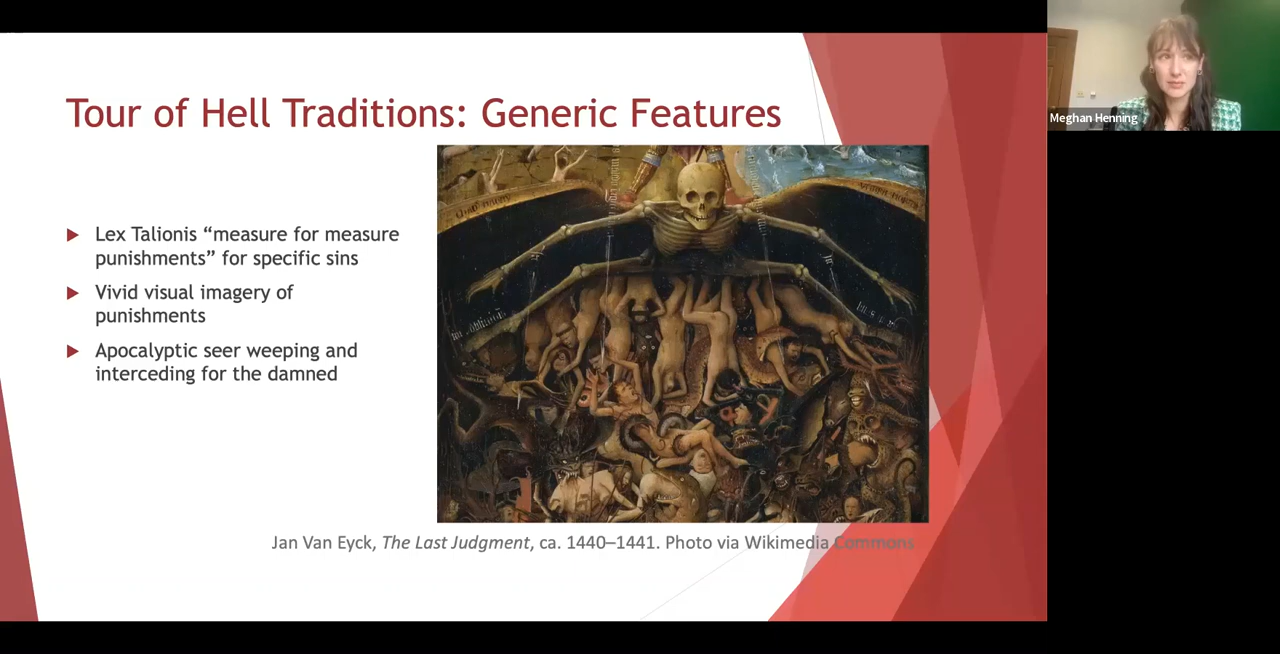 Meghan Henning
Tour of Hell Traditions: Generic Features
Lex Talionis “measure for measure
punishments” for specific sins
Vivid visual imagery of
punishments
Apocalyptic seer weeping and
interceding for the damned
Jan Van Eyck, The Last Judgment, ca. 1440–1441. Photo via Wikimedia Commons